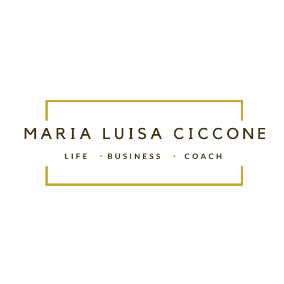 MARIA LUISA CICCONE
LIFE · BUSINESS · COACH